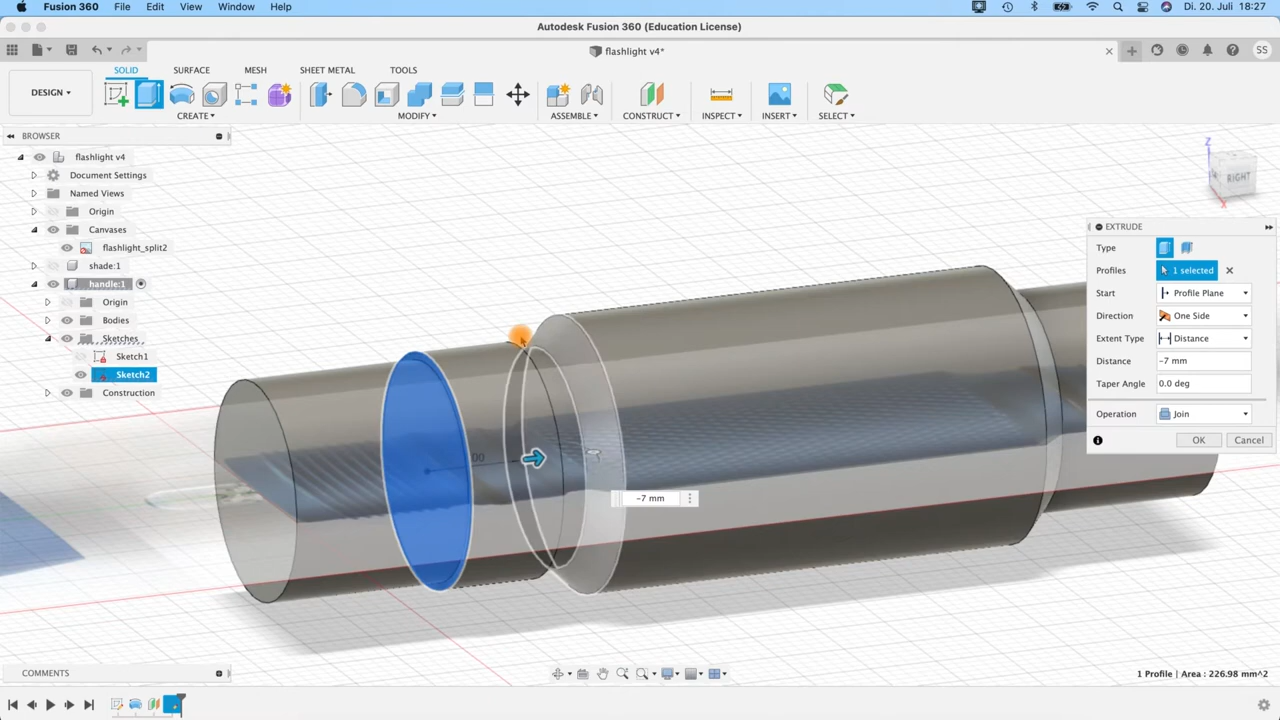 Fusion 360 File Edit View Window Help Di. 20. Juli 18:27
Autodesk Fusion 360 (Education License)
flashlight v4*
SS
SOLID SURFACE MESH SHEET METAL TOOLS
DESIGN
CREATE MODIFY ASSEMBLE CONSTRUCT INSPECT INSERT SELECT
BROWSER
flashlight v4
Document Settings
Named Views
Origin
Canvases
flashlight_split2
shade:1
handle:1
Origin
Bodies
Sketches
Sketch1
Sketch2
Construction
Z
RIGHT
X
EXTRUDE
Type
Profiles 1 selected
Start Profile Plane
Direction One Side
Extent Type Distance
Distance -7 mm
Taper Angle 0.0 deg
Operation Join
OK Cancel
-7 mm
COMMENTS
1 Profile | Area : 226.98 mm^2